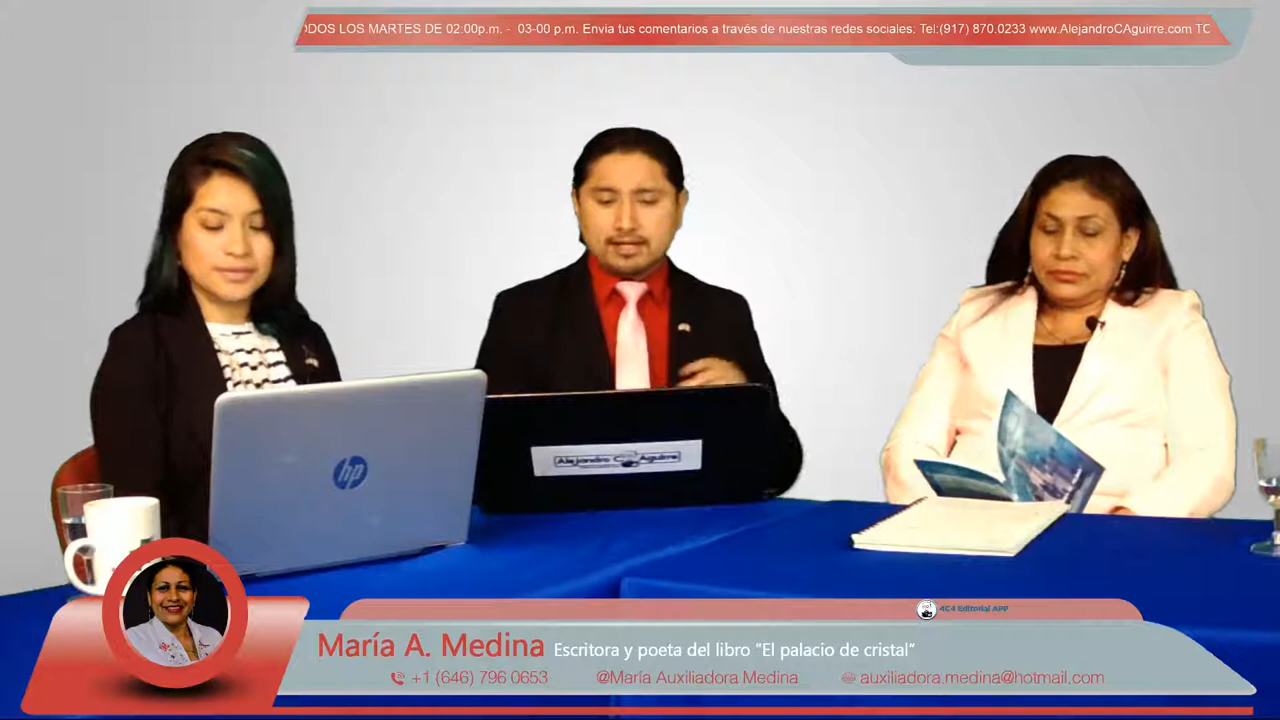 ODOS LOS MARTES DE 02:00p.m. - 03-00 p.m. Envia tus comentarios a través de nuestras redes sociales: Tel:(917) 870.0233 www.AlejandroCAguirre.com TO
hp
Alejandro C. Aguirre
4C4 Editorial APP
María A. Medina Escritora y poeta del libro "El palacio de cristal"
+1 (646) 796 0653 @María Auxiliadora Medina auxiliadora.medina@hotmail.com